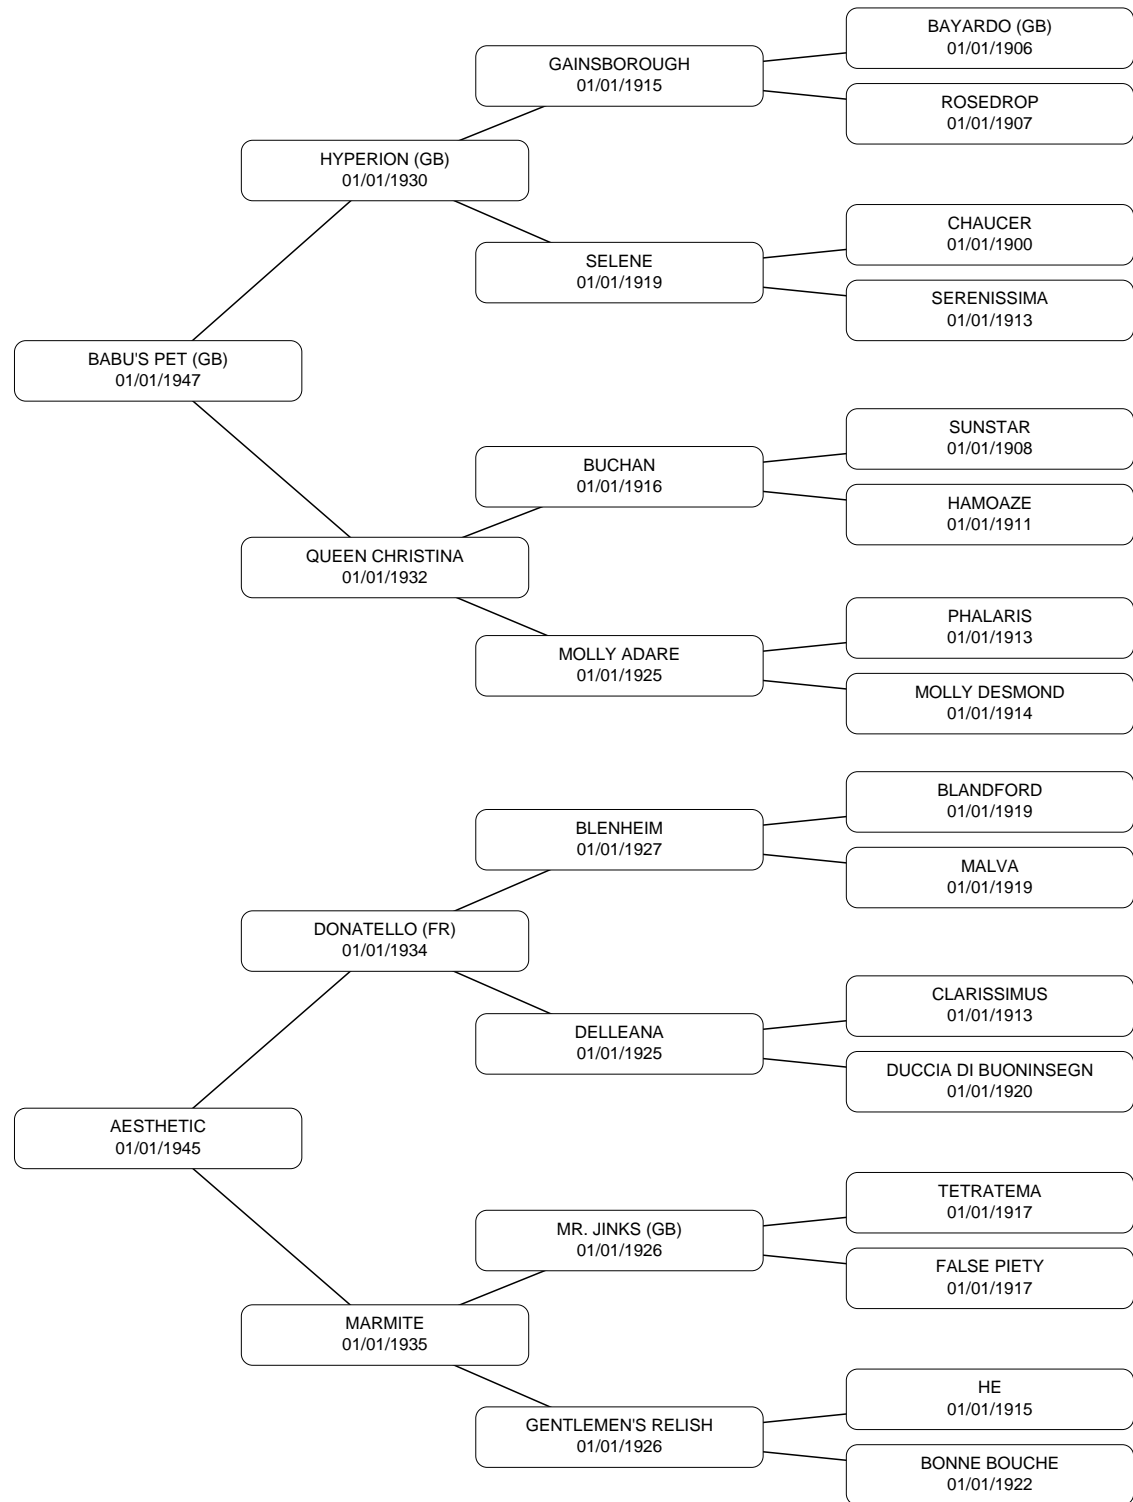 BAYARDO (GB)
01/01/1906
GAINSBOROUGH
01/01/1915
ROSEDROP
01/01/1907
HYPERION (GB)
01/01/1930
CHAUCER
01/01/1900
SELENE
01/01/1919
SERENISSIMA
01/01/1913
BABU'S PET (GB)
01/01/1947
SUNSTAR
01/01/1908
BUCHAN
01/01/1916
HAMOAZE
01/01/1911
QUEEN CHRISTINA
01/01/1932
PHALARIS
01/01/1913
MOLLY ADARE
01/01/1925
MOLLY DESMOND
01/01/1914
BLANDFORD
01/01/1919
BLENHEIM
01/01/1927
MALVA
01/01/1919
DONATELLO (FR)
01/01/1934
CLARISSIMUS
01/01/1913
DELLEANA
01/01/1925
DUCCIA DI BUONINSEGN
01/01/1920
AESTHETIC
01/01/1945
TETRATEMA
01/01/1917
MR. JINKS (GB)
01/01/1926
FALSE PIETY
01/01/1917
MARMITE
01/01/1935
HE
01/01/1915
GENTLEMEN'S RELISH
01/01/1926
BONNE BOUCHE
01/01/1922